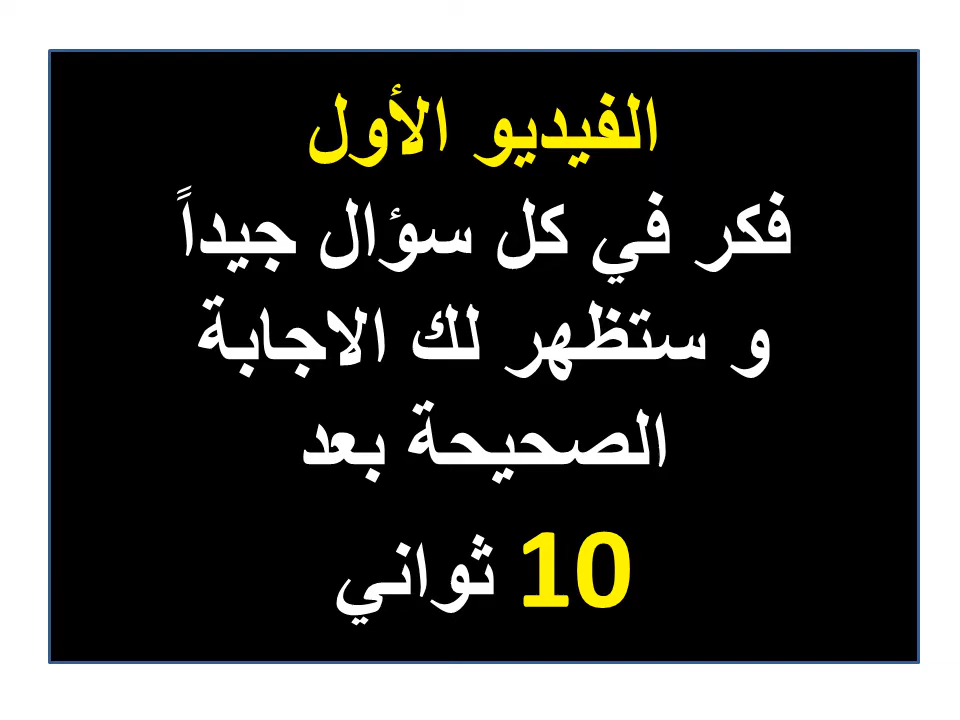 الفيديو الأول
فكر في كل سؤال جيداً
و ستظهر لك الاجابة
الصحيحة بعد
10 ثواني